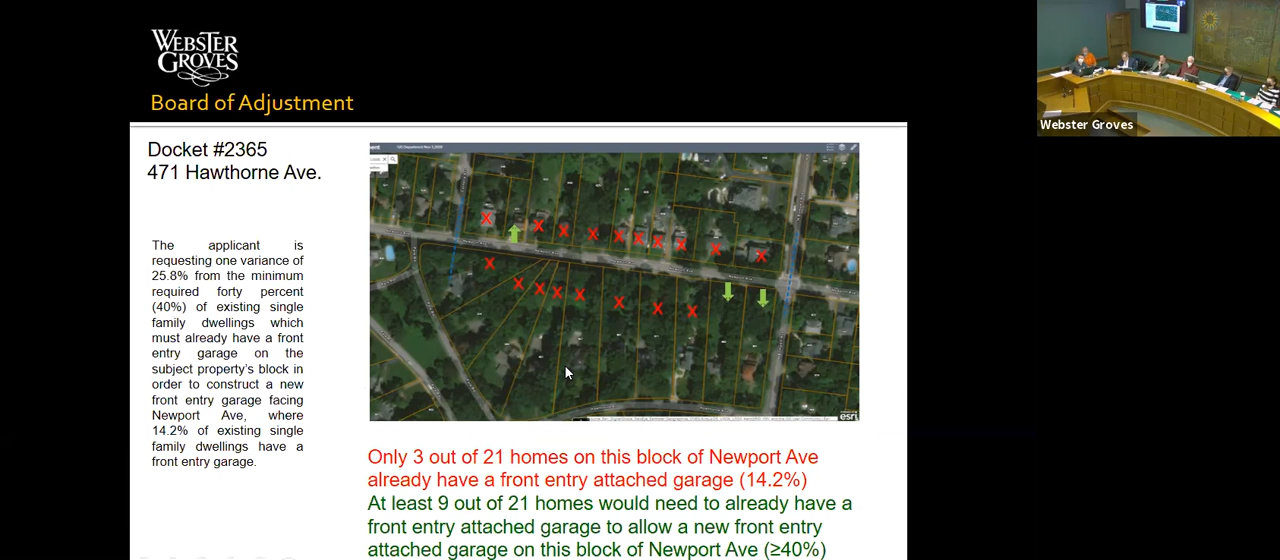 WEBSTER
GROVES
Board of Adjustment
Docket #2365
471 Hawthorne Ave.
The applicant is
requesting one variance of
25.8% from the minimum
required forty percent
(40%) of existing single
family dwellings which
must already have a front
entry garage on the
subject property's block in
order to construct a new
front entry garage facing
Newport Ave, where
14.2% of existing single
family dwellings have a
front entry garage.
X X X X X X X X X X X
X X X X X X X X
esri
Only 3 out of 21 homes on this block of Newport Ave
already have a front entry attached garage (14.2%)
At least 9 out of 21 homes would need to already have a
front entry attached garage to allow a new front entry
attached garage on this block of Newport Ave (≥40%)
Webster Groves